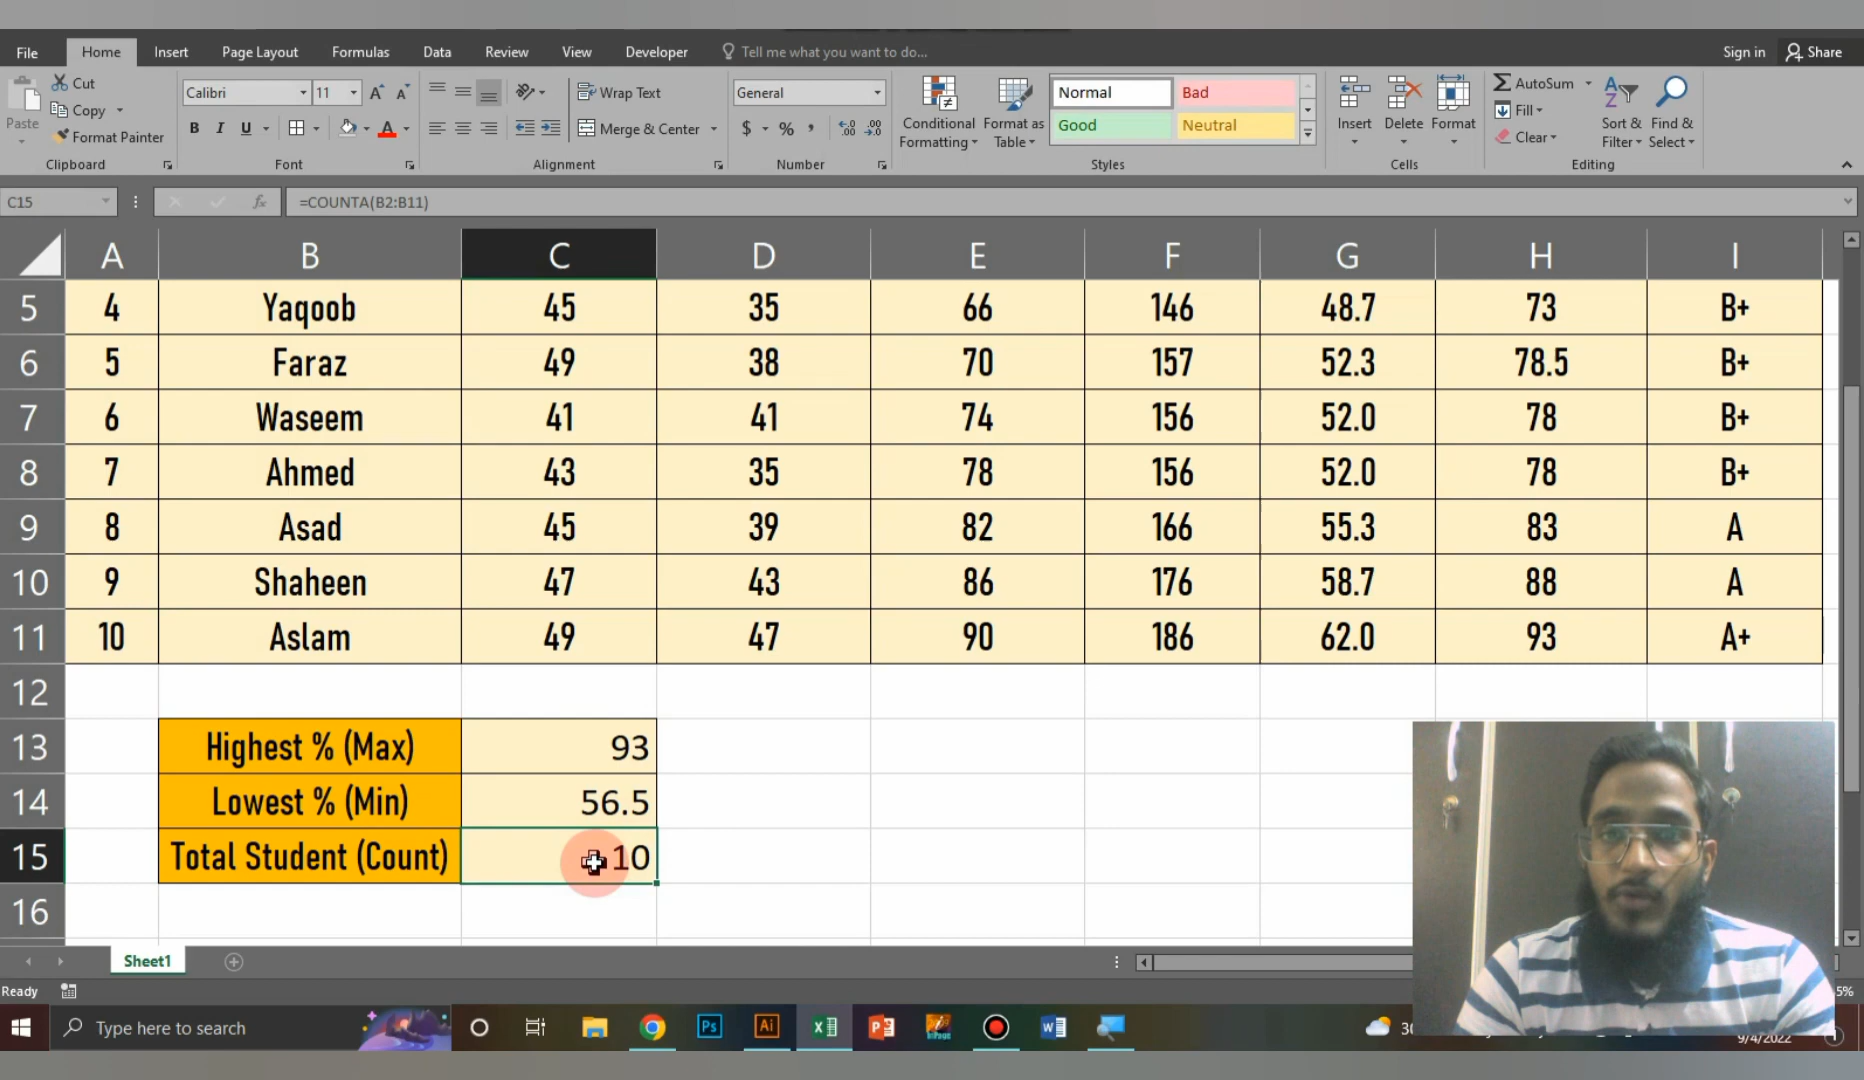 File Home Insert Page Layout Formulas Data Review View Developer Tell me what you want to do... Sign in Share
Paste Cut Copy Format Painter Clipboard
Calibri 11 B I U Font
Wrap Text Merge & Center Alignment
General $ % , Number
Conditional Formatting Format as Table Normal Bad Good Neutral Styles
Insert Delete Format Cells
AutoSum Fill Clear Sort & Filter Find & Select Editing
C15 fx =COUNTA(B2:B11)
A B C D E F G H I
5 4 Yaqoob 45 35 66 146 48.7 73 B+
6 5 Faraz 49 38 70 157 52.3 78.5 B+
7 6 Waseem 41 41 74 156 52.0 78 B+
8 7 Ahmed 43 35 78 156 52.0 78 B+
9 8 Asad 45 39 82 166 55.3 83 A
10 9 Shaheen 47 43 86 176 58.7 88 A
11 10 Aslam 49 47 90 186 62.0 93 A+
12
13 Highest % (Max) 93
14 Lowest % (Min) 56.5
15 Total Student (Count) 10
16
Sheet1
Ready
Type here to search Ps Ai
9/4/2022